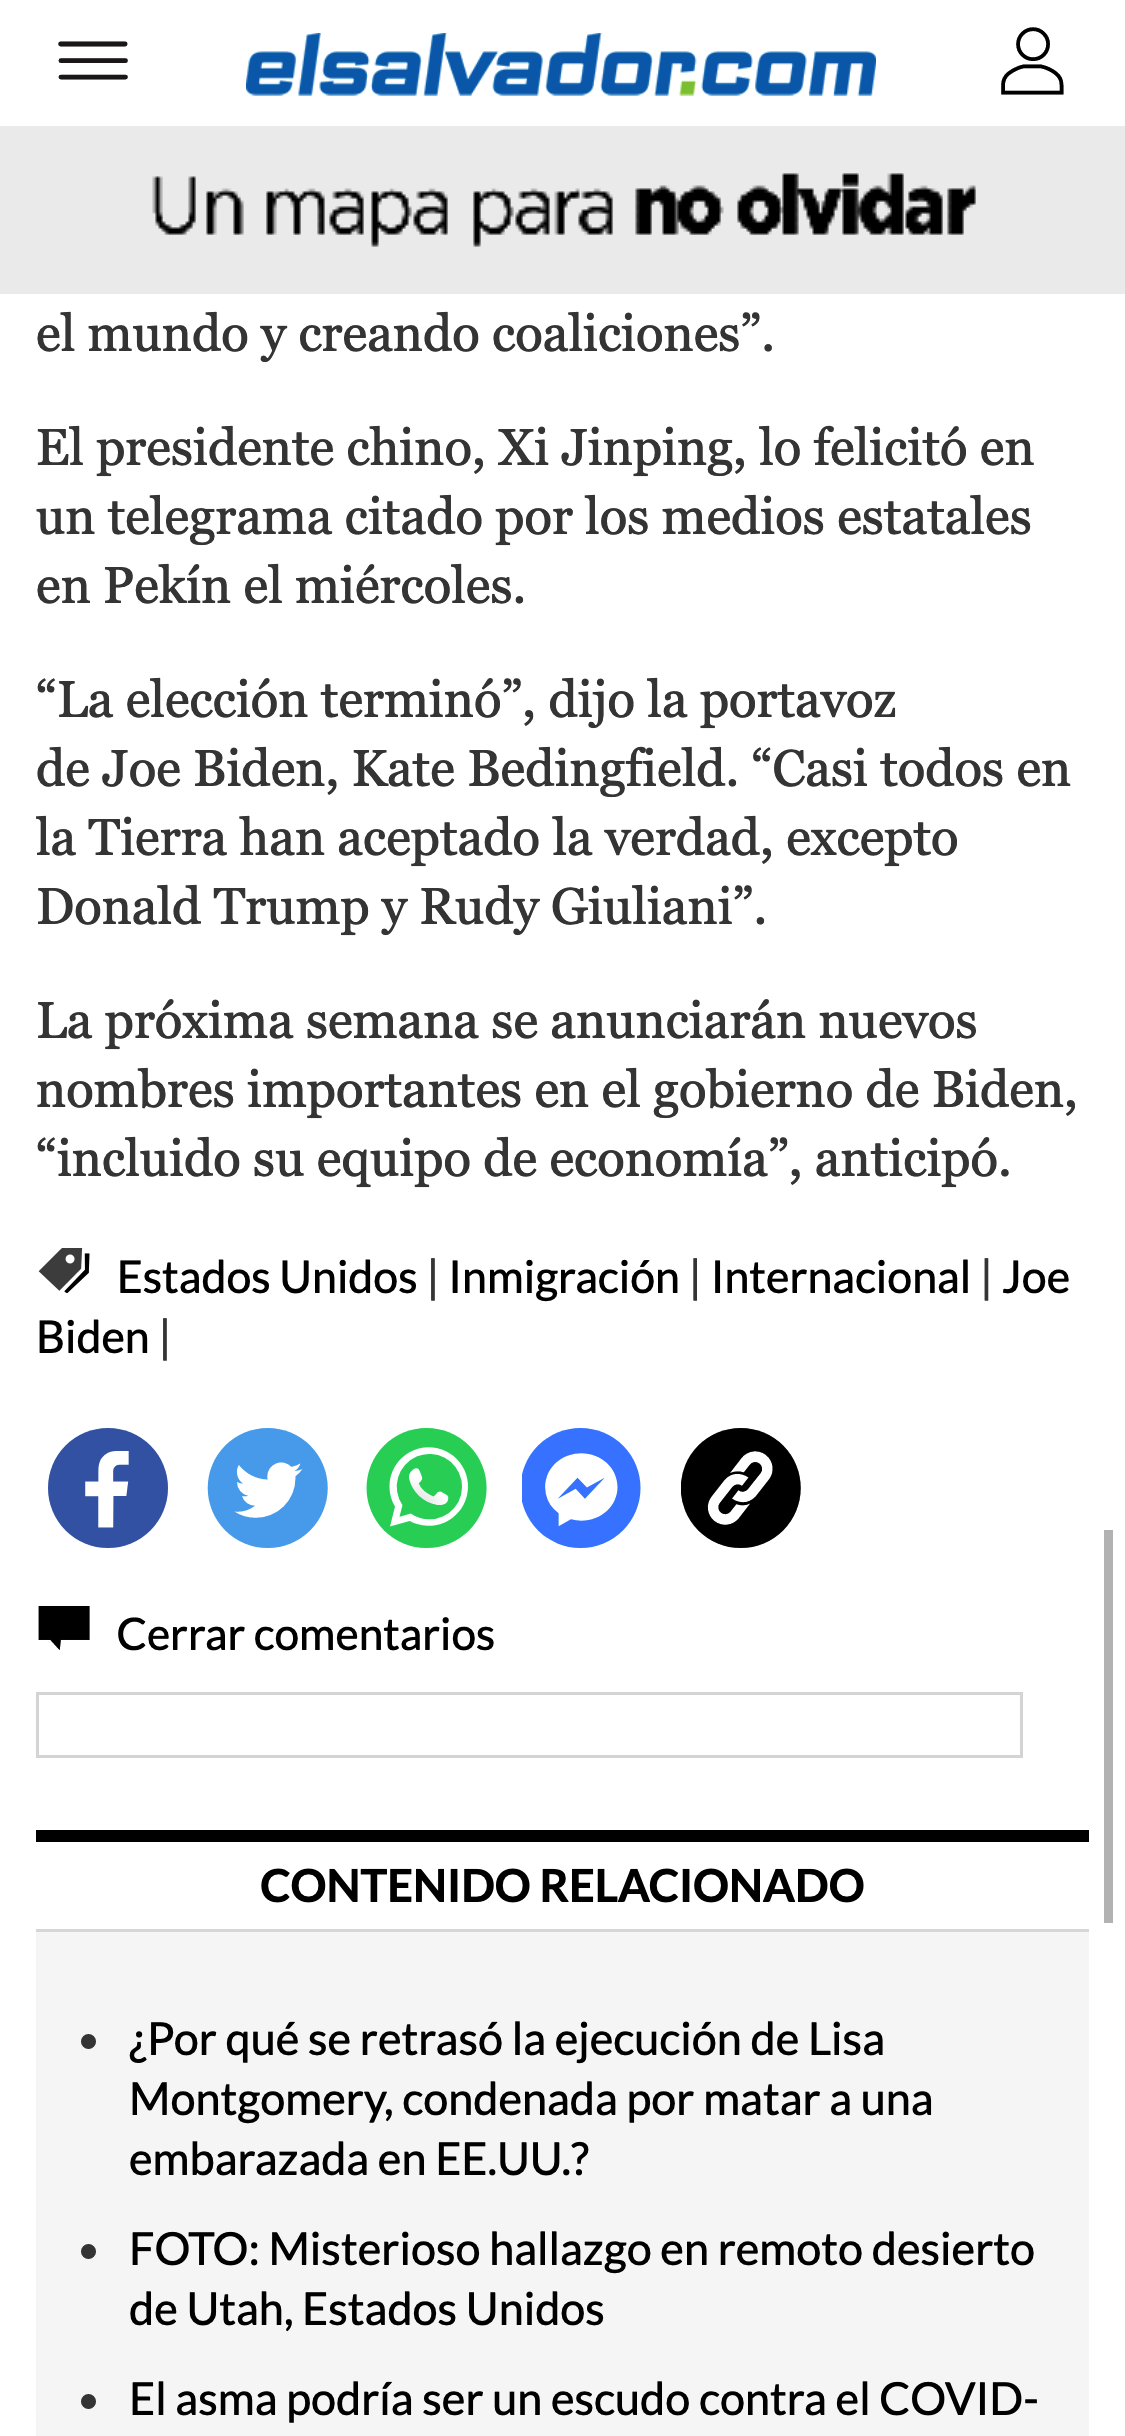 elsalvador.com
Un mapa para no olvidar
el mundo y creando coaliciones”.
El presidente chino, Xi Jinping, lo felicitó en
un telegrama citado por los medios estatales
en Pekín el miércoles.
“La elección terminó”, dijo la portavoz
de Joe Biden, Kate Bedingfield. “Casi todos en
la Tierra han aceptado la verdad, excepto
Donald Trump y Rudy Giuliani”.
La próxima semana se anunciarán nuevos
nombres importantes en el gobierno de Biden,
“incluido su equipo de economía”, anticipó.
Estados Unidos | Inmigración | Internacional | Joe
Biden |
Cerrar comentarios
CONTENIDO RELACIONADO
• ¿Por qué se retrasó la ejecución de Lisa
Montgomery, condenada por matar a una
embarazada en EE.UU.?
• FOTO: Misterioso hallazgo en remoto desierto
de Utah, Estados Unidos
• El asma podría ser un escudo contra el COVID-